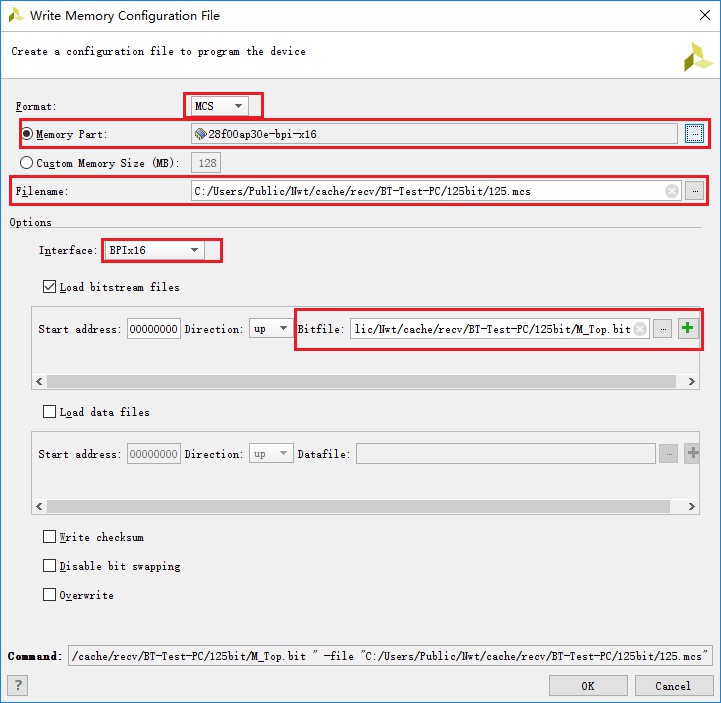 Write Memory Configuration File
Create a configuration file to program the device
Format: MCS
Memory Part: 28f00ap30e-bpi-x16 ...
Custom Memory Size (MB): 128
Filename: C:/Users/Public/Nwt/cache/recv/BT-Test-PC/125bit/125.mcs ...
Options
Interface: BPIx16
Load bitstream files
Start address: 00000000 Direction: up Bitfile: lic/Nwt/cache/recv/BT-Test-PC/125bit/M_Top.bit ...
Load data files
Start address: 00000000 Direction: up Datafile: ...
Write checksum
Disable bit swapping
Overwrite
Command: /cache/recv/BT-Test-PC/125bit/M_Top.bit " -file "C:/Users/Public/Nwt/cache/recv/BT-Test-PC/125bit/125.mcs"
? OK Cancel